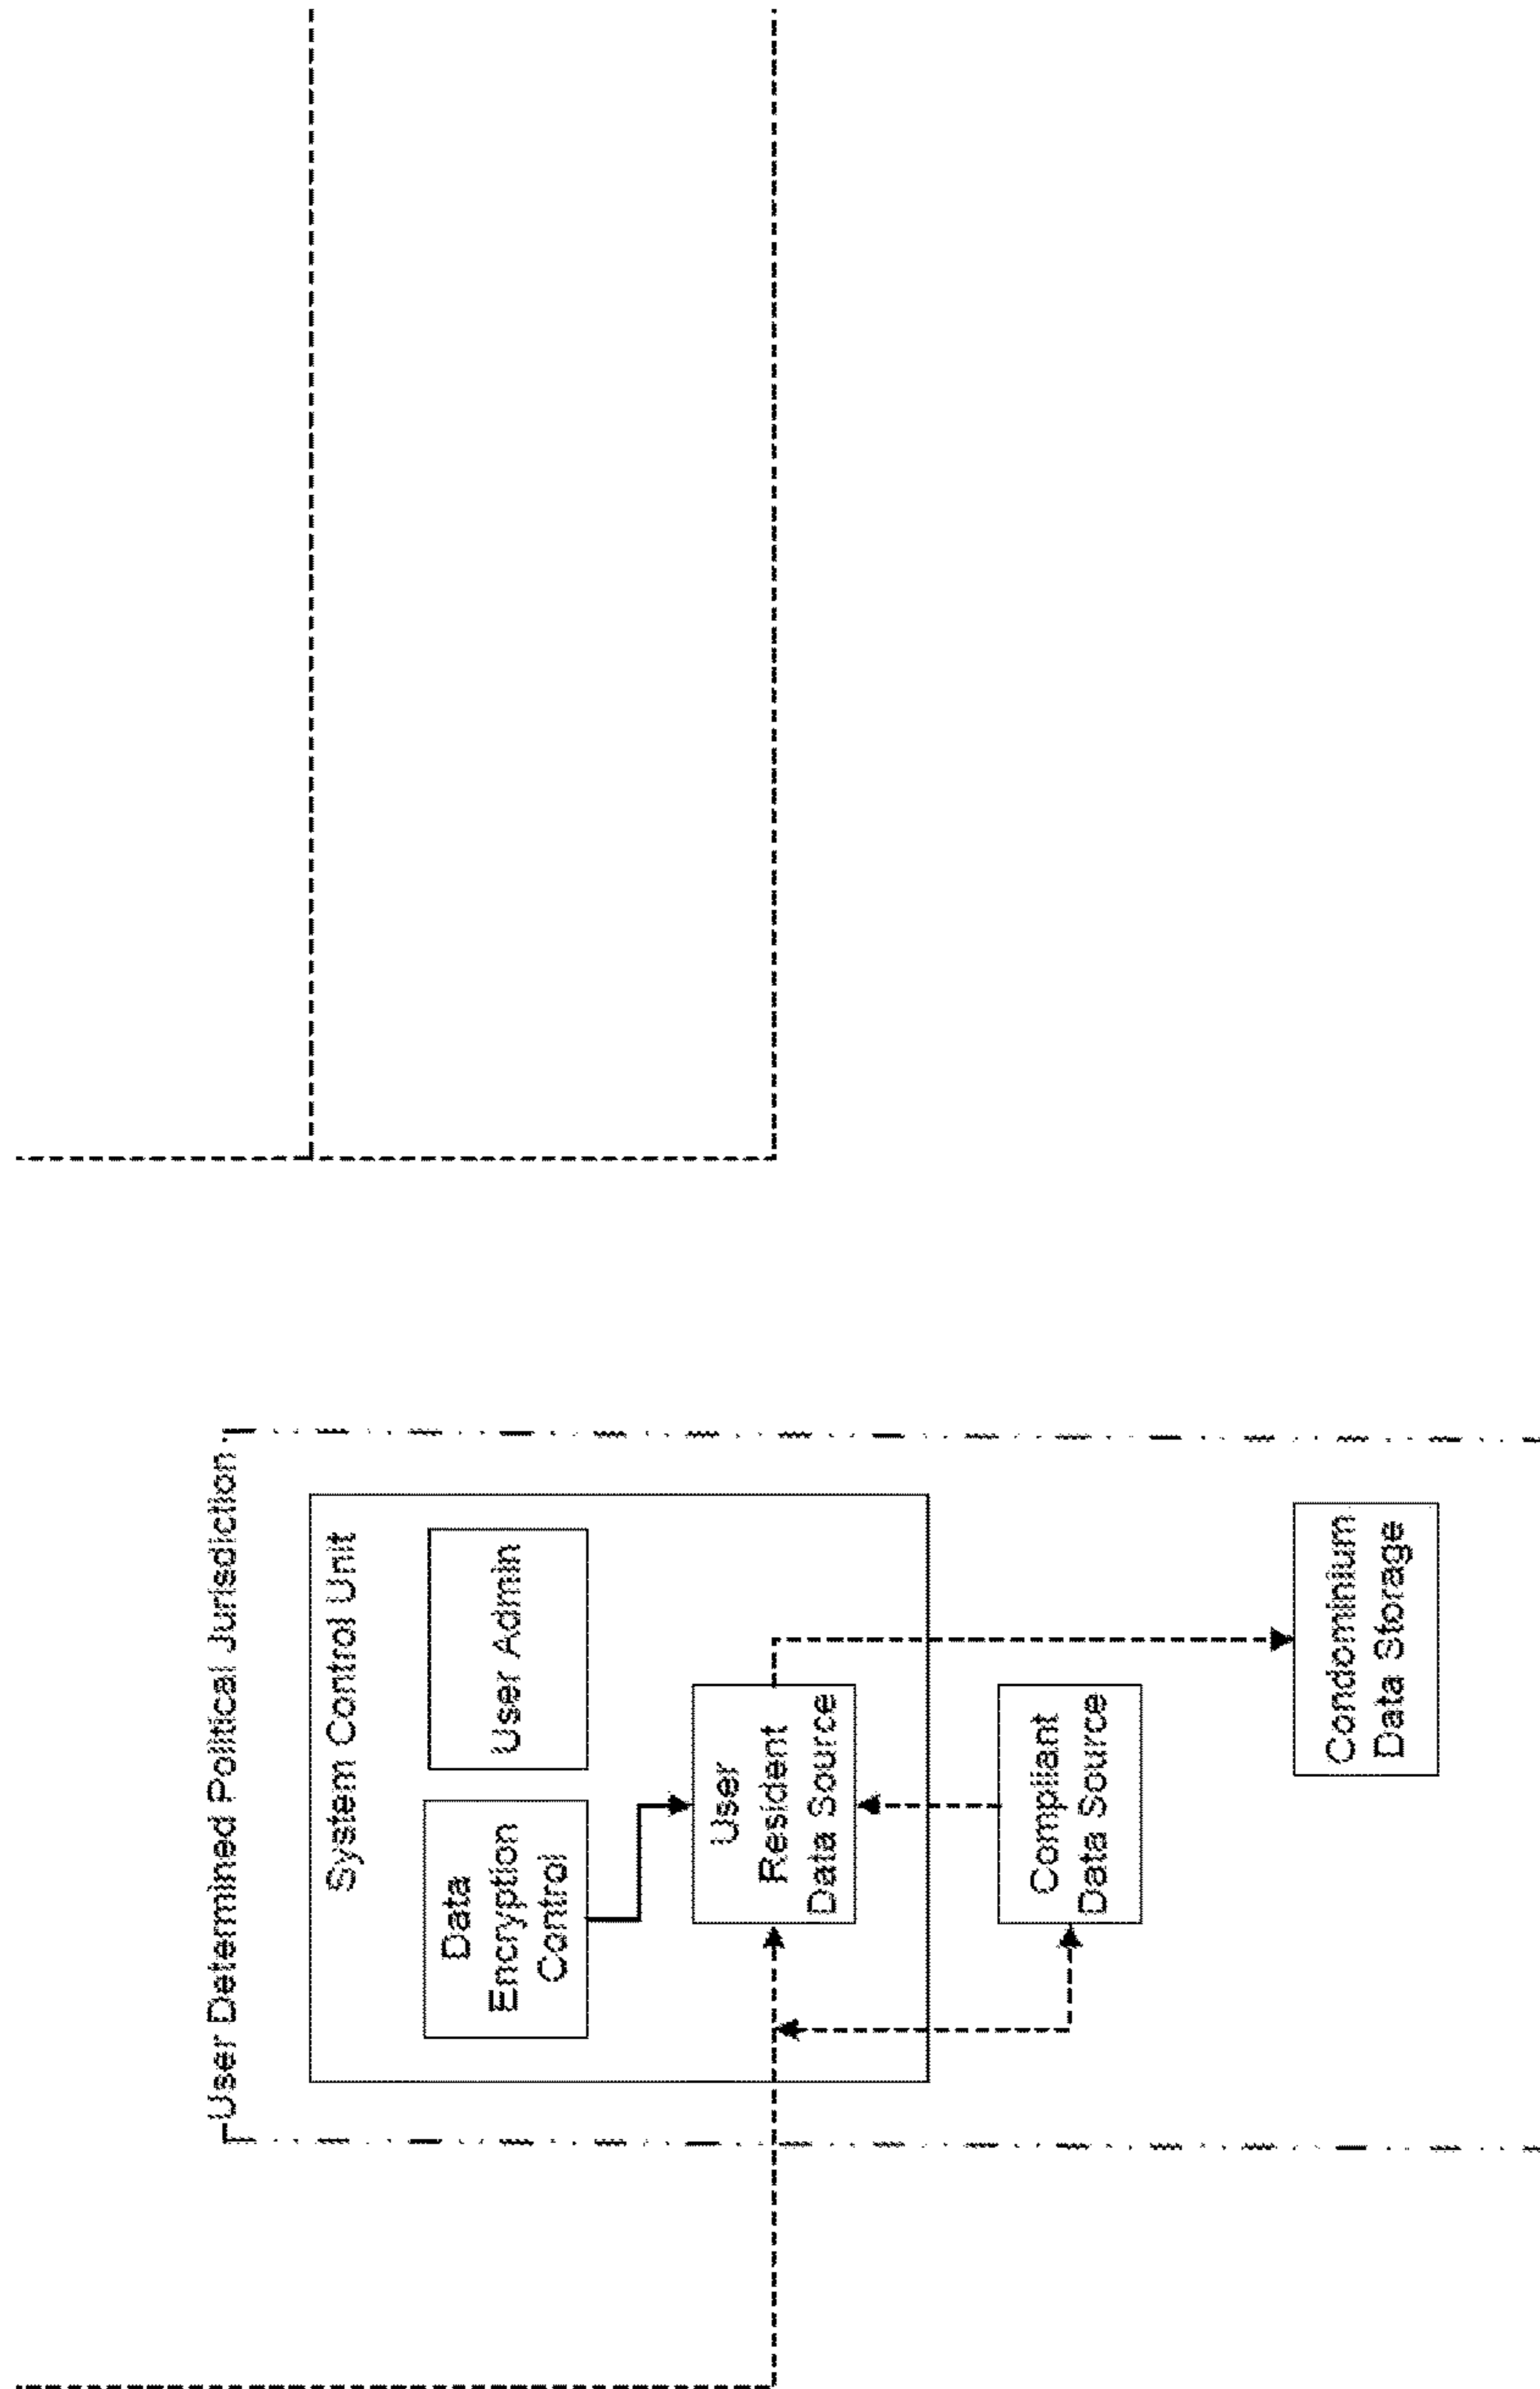 User Determined Political Jurisdiction
System Control Unit
Data
Encryption
Control
User Admin
User
Resident
Data Source
Compliant
Data Source
Condominium
Data Storage